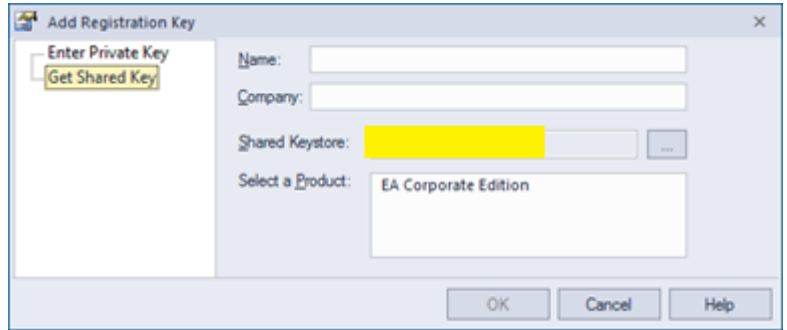 Add Registration Key
Enter Private Key
Get Shared Key
Name:
Company:
Shared Keystore:
...
Select a Product:
EA Corporate Edition
OK
Cancel
Help